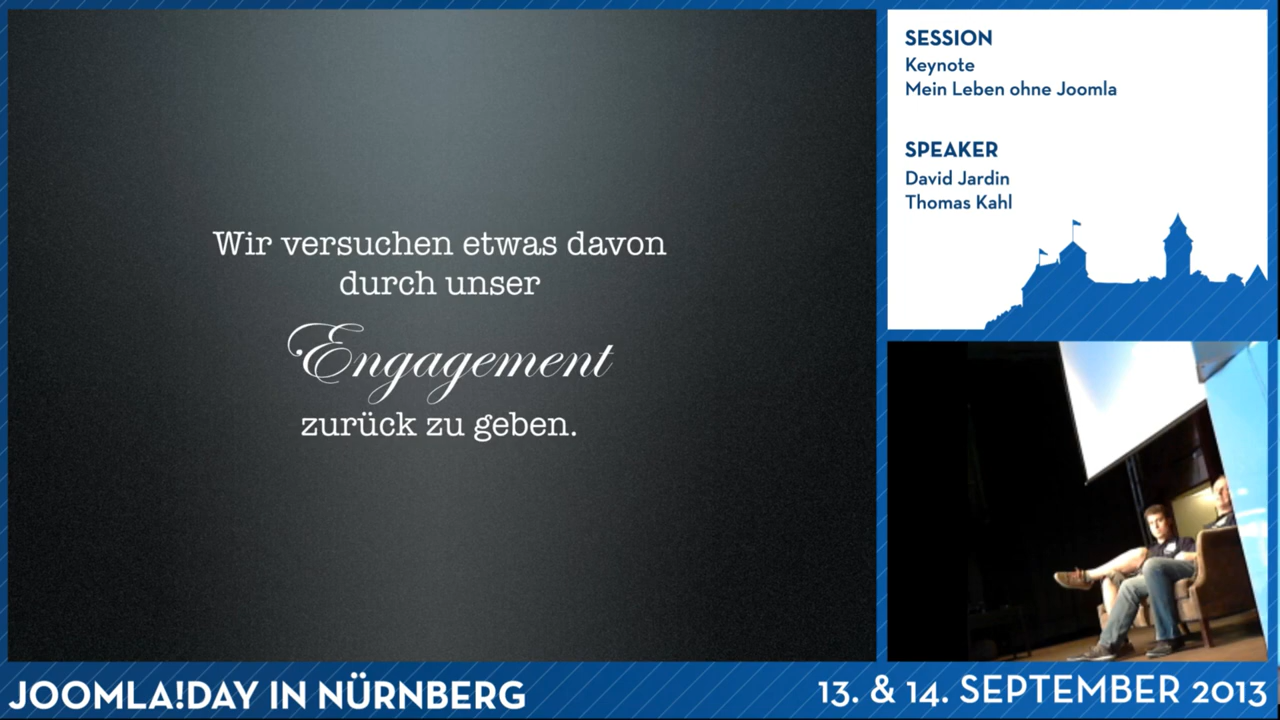 Wir versuchen etwas davon
durch unser
Engagement
zurück zu geben.
SESSION
Keynote
Mein Leben ohne Joomla
SPEAKER
David Jardin
Thomas Kahl
JOOMLA!DAY IN NÜRNBERG
13. & 14. SEPTEMBER 2013